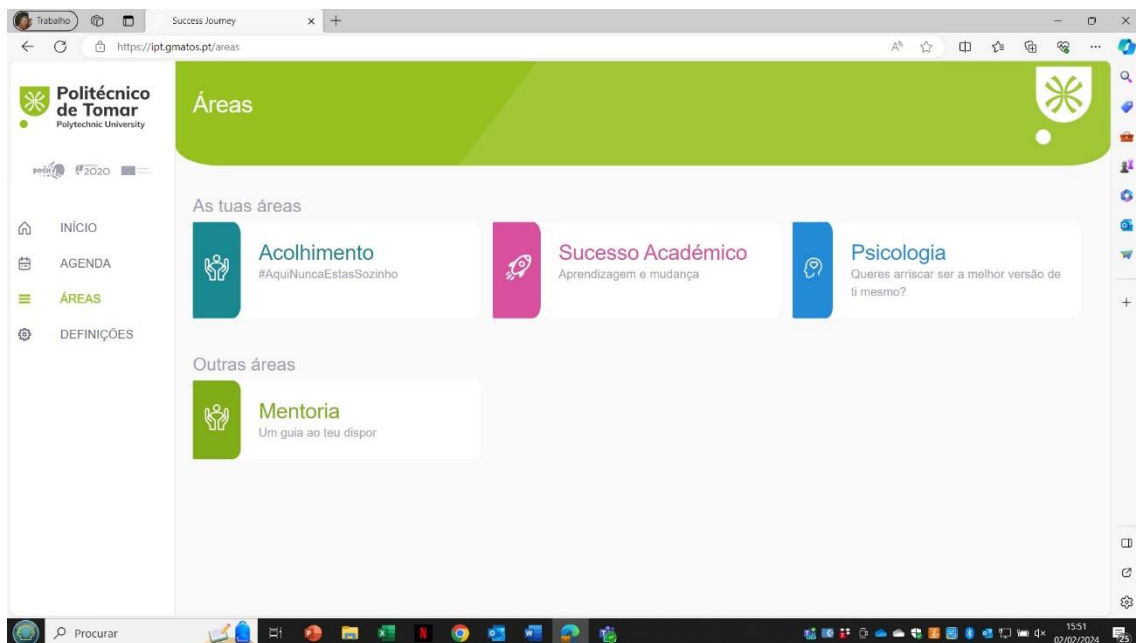 Trabalho
Success Journey
https://ipt.gmatos.pt/areas
Politécnico
de Tomar
Polytechnic University
2020
INÍCIO
AGENDA
ÁREAS
DEFINIÇÕES
Áreas
As tuas áreas
Acolhimento
#AquiNuncaEstasSozinho
Sucesso Académico
Aprendizagem e mudança
Psicologia
Queres arriscar ser a melhor versão de
ti mesmo?
Outras áreas
Mentoria
Um guia ao teu dispor
Procurar
15:51
02/02/2024
25